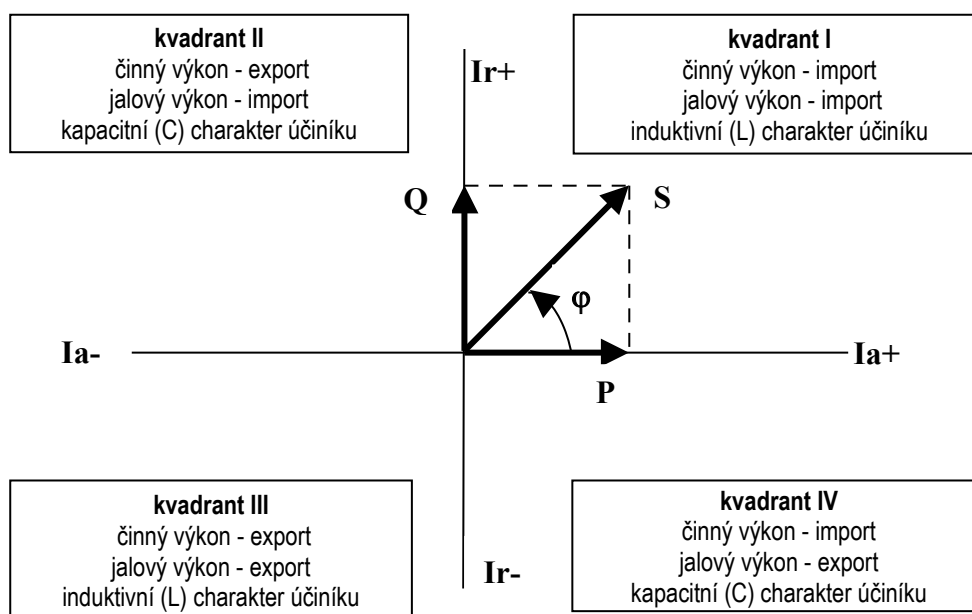 kvadrant II
činný výkon - export
jalový výkon - import
kapacitní (C) charakter účiníku
Ir+
kvadrant I
činný výkon - import
jalový výkon - import
induktivní (L) charakter účiníku
Q
S
φ
Ia-
Ia+
P
kvadrant III
činný výkon - export
jalový výkon - export
induktivní (L) charakter účiníku
Ir-
kvadrant IV
činný výkon - import
jalový výkon - export
kapacitní (C) charakter účiníku